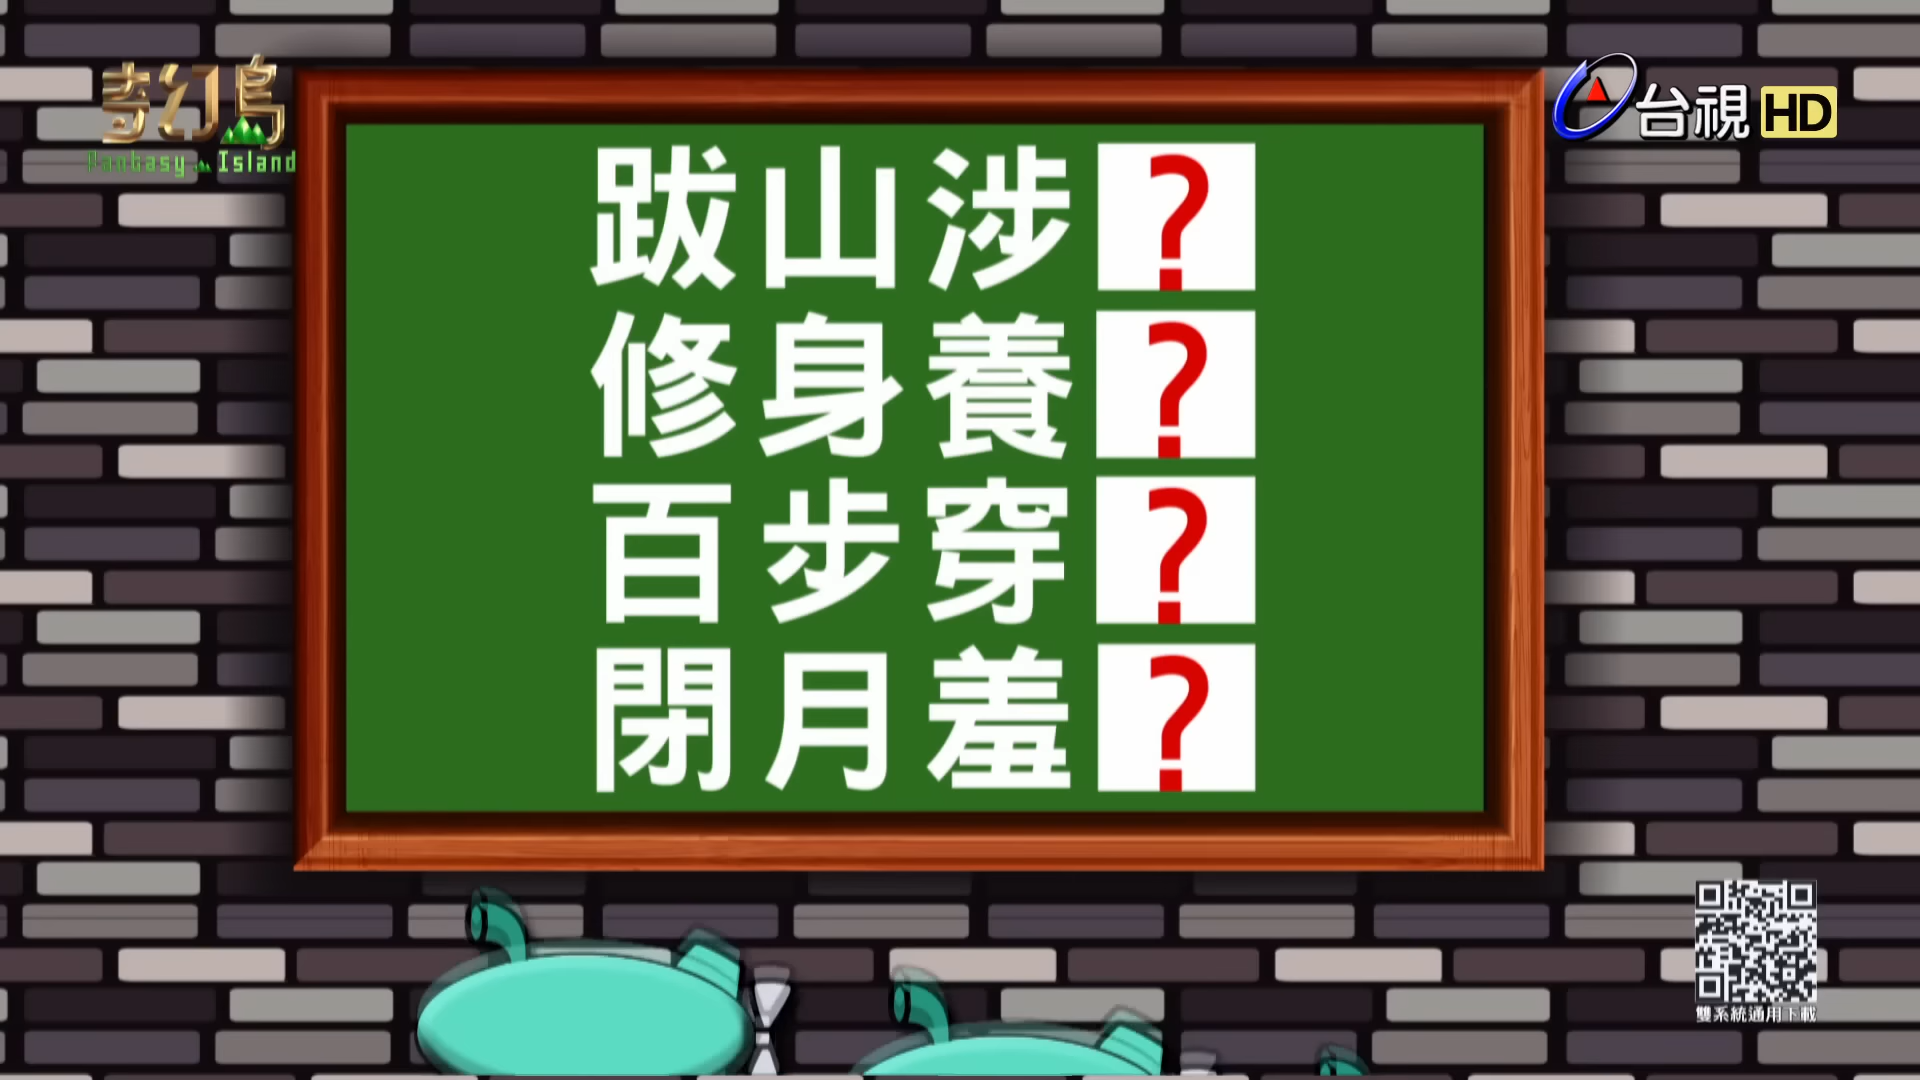 奇幻島
Fantasy Island
台視HD
跋山涉?
修身養?
百步穿?
閉月羞?
雙系統通用下載